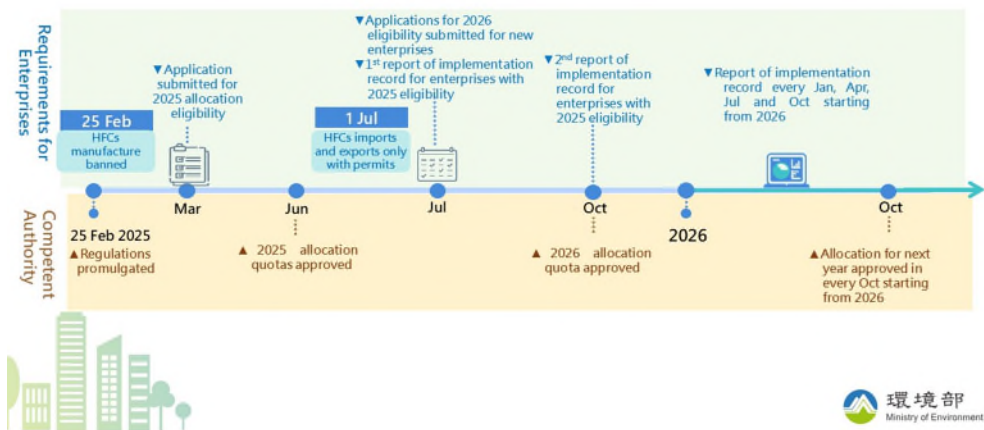 Requirements for
Enterprises
25 Feb
HFCs
manufacture
banned
▼Application
submitted for
2025 allocation
eligibility
▼Applications for 2026
eligibility submitted for new
enterprises
▼1st report of implementation
record for enterprises with
2025 eligibility
1 Jul
HFCs imports
and exports only
with permits
▼2nd report of
implementation
record for
enterprises with
2025 eligibility
▼Report of implementation
record every Jan, Apr,
Jul and Oct starting
from 2026
Mar
Jun
Jul
Oct
2026
Oct
Competent
Authority
25 Feb 2025
▲Regulations
promulgated
▲ 2025 allocation
quotas approved
▲ 2026 allocation
quota approved
▲Allocation for next
year approved in
every Oct starting
from 2026
環境部
Ministry of Environment